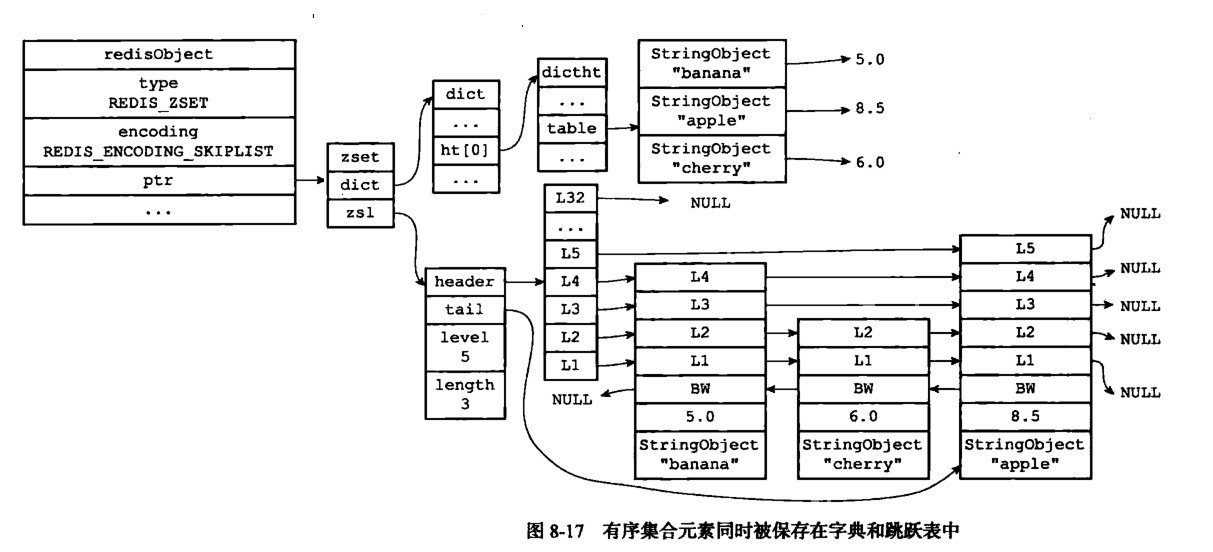 redisObject
type
REDIS_ZSET
encoding
REDIS_ENCODING_SKIPLIST
ptr
...
zset
dict
zsl
dict
...
ht[0]
...
dictht
...
table
...
StringObject
"banana"
5.0
StringObject
"apple"
8.5
StringObject
"cherry"
6.0
header
tail
level
5
length
3
L32
NULL
...
L5
L4
L3
L2
L1
NULL
L4
L3
L2
L1
BW
5.0
StringObject
"banana"
L2
L1
BW
6.0
StringObject
"cherry"
L5
L4
L3
L2
L1
BW
8.5
StringObject
"apple"
NULL
NULL
NULL
NULL
NULL
图 8-17 有序集合元素同时被保存在字典和跳跃表中